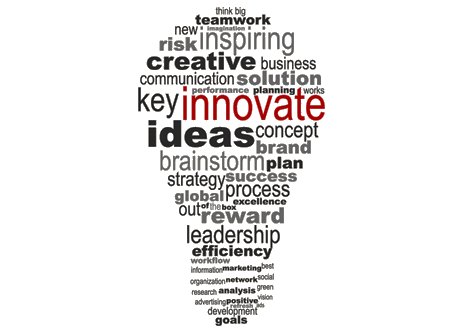 think big
teamwork
new imagination
risk inspiring
creative business
communication solution
performance planning works
key innovate
ideas concept
brand
brainstorm plan
strategy success
global process
excellence
out of the box
reward
leadership
efficiency
workflow
information marketing best
organization network social
research analysis green
advertising positive vision
refresh ads
development
goals